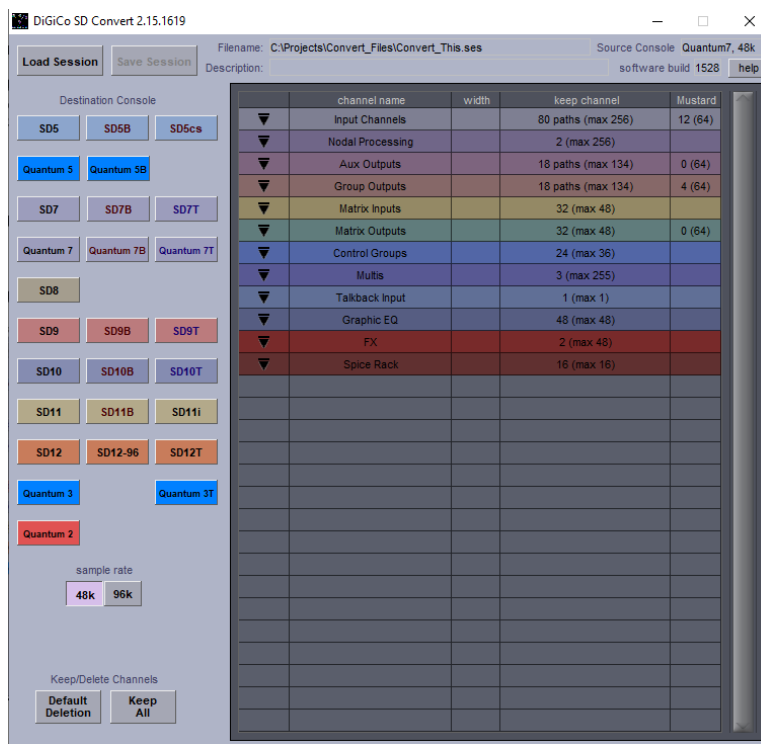 DiGiCo SD Convert 2.15.1619
Load Session Save Session
Filename: C:\Projects\Convert_Files\Convert_This.ses Source Console Quantum7, 48k
Description: software build 1528 help
Destination Console
SD5 SD5B SD5cs
Quantum 5 Quantum 5B
SD7 SD7B SD7T
Quantum 7 Quantum 7B Quantum 7T
SD8
SD9 SD9B SD9T
SD10 SD10B SD10T
SD11 SD11B SD11i
SD12 SD12-96 SD12T
Quantum 3 Quantum 3T
Quantum 2
sample rate
48k 96k
Keep/Delete Channels
Default Deletion Keep All
channel name width keep channel Mustard
Input Channels 80 paths (max 256) 12 (64)
Nodal Processing 2 (max 256)
Aux Outputs 18 paths (max 134) 0 (64)
Group Outputs 18 paths (max 134) 4 (64)
Matrix Inputs 32 (max 48)
Matrix Outputs 32 (max 48) 0 (64)
Control Groups 24 (max 36)
Multis 3 (max 255)
Talkback Input 1 (max 1)
Graphic EQ 48 (max 48)
FX 2 (max 48)
Spice Rack 16 (max 16)